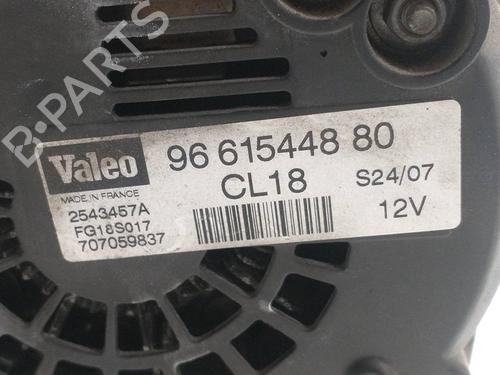 Valeo
MADE IN FRANCE
2543457A
FG18S017
707059837
96 615448 80
CL18
S24/07
12V
B-PARTS